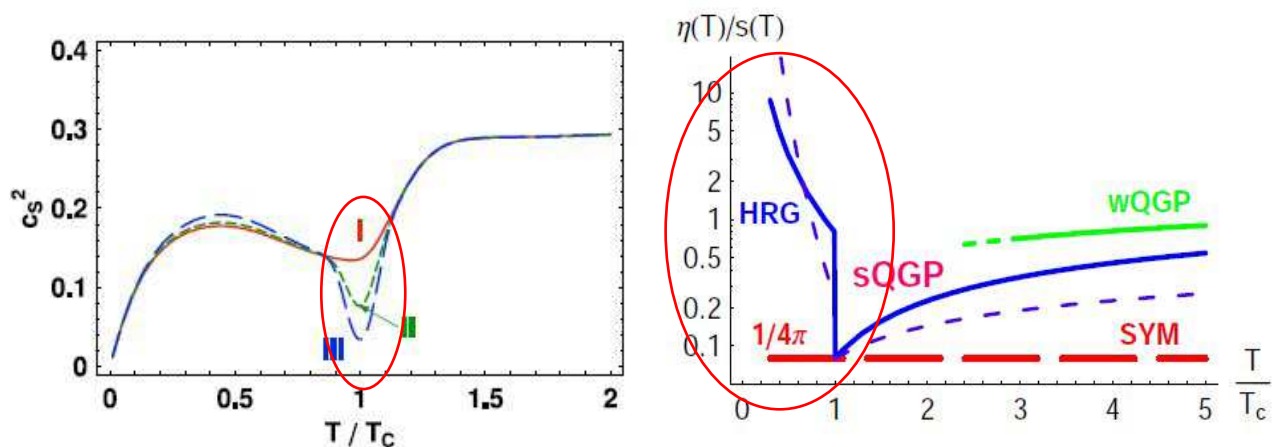 0.4
0.3
0.2
0.1
0
c_S^2
I
II
III
0 0.5 1 1.5 2
T / T_C
η(T)/s(T)
10
5
2
1
0.5
0.2
0.1
HRG
wQGP
sQGP
1/4π
SYM
0 1 2 3 4 5
T
T_c